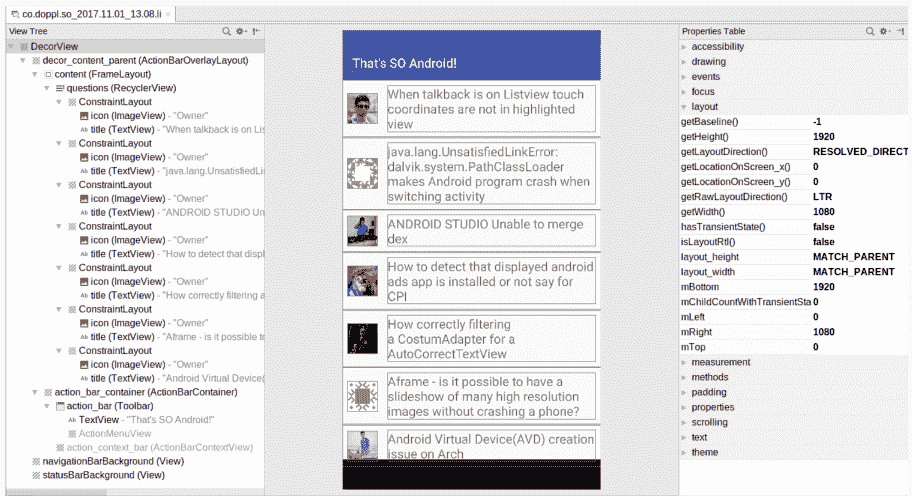 co.doppl.so_2017.11.01_13.08.li
View Tree
DecorView
decor_content_parent (ActionBarOverlayLayout)
content (FrameLayout)
questions (RecyclerView)
ConstraintLayout
icon (ImageView) - "Owner"
Ab title (TextView) - "When talkback is on Lis
ConstraintLayout
icon (ImageView) - "Owner"
Ab title (TextView) - "java.lang.Unsatisfied
ConstraintLayout
icon (ImageView) - "Owner"
Ab title (TextView) - "ANDROID STUDIO Un
ConstraintLayout
icon (ImageView) - "Owner"
Ab title (TextView) - "How to detect that displ
ConstraintLayout
icon (ImageView) - "Owner"
Ab title (TextView) - "How correctly filtering a
ConstraintLayout
icon (ImageView) - "Owner"
Ab title (TextView) - "Aframe - is it possible to
ConstraintLayout
icon (ImageView) - "Owner"
Ab title (TextView) - "Android Virtual Device(
action_bar_container (ActionBarContainer)
action_bar (Toolbar)
Ab TextView - "That's SO Android!"
ActionMenuView
action_context_bar (ActionBarContextView)
navigationBarBackground (View)
statusBarBackground (View)
That's SO Android!
When talkback is on Listview touch
coordinates are not in highlighted
view
java.lang.UnsatisfiedLinkError:
dalvik.system.PathClassLoader
makes Android program crash when
switching activity
ANDROID STUDIO Unable to merge
dex
How to detect that displayed android
ads app is installed or not say for
CPI
How correctly filtering
a CostumAdapter for a
AutoCorrectTextView
Aframe - is it possible to have a
slideshow of many high resolution
images without crashing a phone?
Android Virtual Device(AVD) creation
issue on Arch
Properties Table
accessibility
drawing
events
focus
layout
getBaseline() -1
getHeight() 1920
getLayoutDirection() RESOLVED_DIRECT
getLocationOnScreen_x() 0
getLocationOnScreen_y() 0
getRawLayoutDirection() LTR
getWidth() 1080
hasTransientState() false
isLayoutRtl() false
layout_height MATCH_PARENT
layout_width MATCH_PARENT
mBottom 1920
mChildCountWithTransientSta 0
mLeft 0
mRight 1080
mTop 0
measurement
methods
padding
properties
scrolling
text
theme